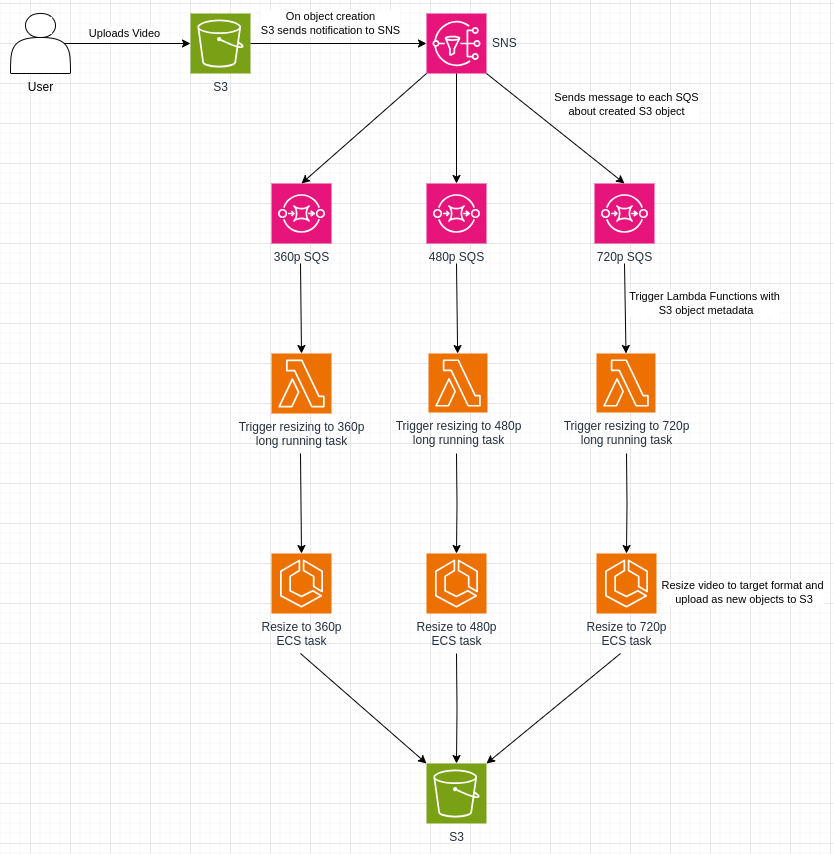 Uploads Video
On object creation
S3 sends notification to SNS
SNS
User
S3
Sends message to each SQS
about created S3 object
360p SQS
480p SQS
720p SQS
Trigger Lambda Functions with
S3 object metadata
Trigger resizing to 360p
long running task
Trigger resizing to 480p
long running task
Trigger resizing to 720p
long running task
Resize video to target format and
upload as new objects to S3
Resize to 360p
ECS task
Resize to 480p
ECS task
Resize to 720p
ECS task
S3